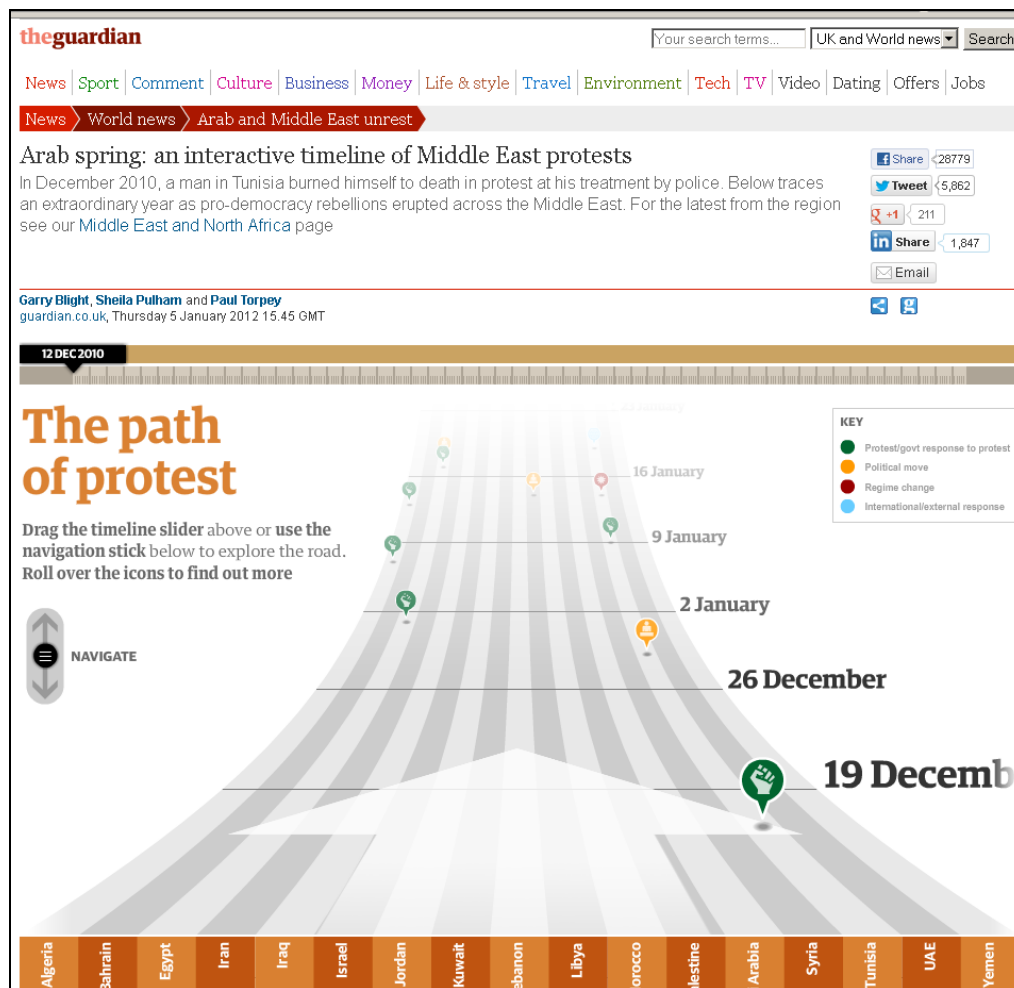 theguardian
Your search terms... UK and World news Search
News Sport Comment Culture Business Money Life & style Travel Environment Tech TV Video Dating Offers Jobs
News World news Arab and Middle East unrest
Arab spring: an interactive timeline of Middle East protests
In December 2010, a man in Tunisia burned himself to death in protest at his treatment by police. Below traces
an extraordinary year as pro-democracy rebellions erupted across the Middle East. For the latest from the region
see our Middle East and North Africa page
Share 28779
Tweet 5,862
+1 211
in Share 1,847
Email
Garry Blight, Sheila Pulham and Paul Torpey
guardian.co.uk, Thursday 5 January 2012 15.45 GMT
12 DEC 2010
The path
of protest
Drag the timeline slider above or use the
navigation stick below to explore the road.
Roll over the icons to find out more
NAVIGATE
KEY
Protest/govt response to protest
Political move
Regime change
International/external response
January
16 January
9 January
2 January
26 December
19 Decemb
Algeria
Bahrain
Egypt
Iran
Iraq
Israel
Jordan
Kuwait
ebanon
Libya
orocco
alestine
Arabia
Syria
Tunisia
UAE
Yemen